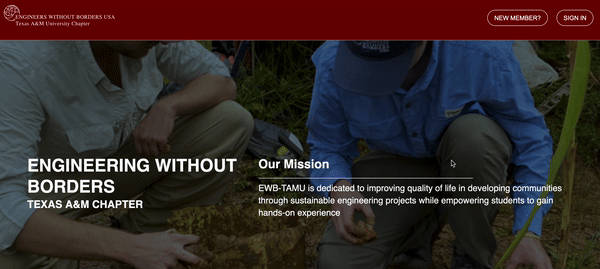 ENGINEERS WITHOUT BORDERS USA
Texas A&M University Chapter
NEW MEMBER?
SIGN IN
ENGINEERING WITHOUT
BORDERS
TEXAS A&M CHAPTER
Our Mission
EWB-TAMU is dedicated to improving quality of life in developing communities
through sustainable engineering projects while empowering students to gain
hands-on experience